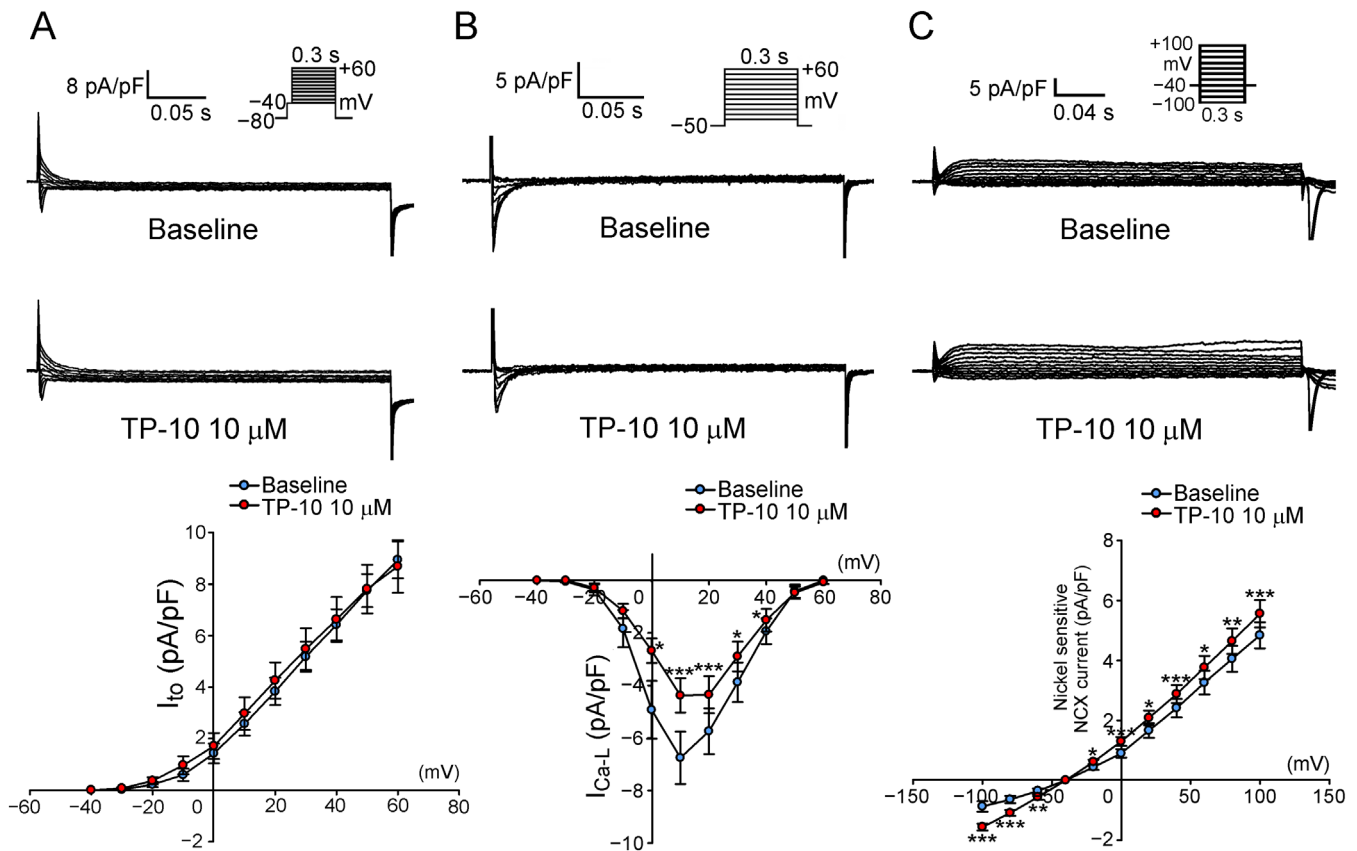 A
8 pA/pF
0.05 s
0.3 s
+60
−40
mV
−80
Baseline
TP-10 10 μM
Baseline
TP-10 10 μM
Ito (pA/pF)
10
8
6
4
2
−2
(mV)
−60 −40 −20 0 20 40 60 80
B
5 pA/pF
0.05 s
0.3 s
+60
mV
−50
Baseline
TP-10 10 μM
Baseline
TP-10 10 μM
(mV)
−60 −40 −20 20 40 60 80
−2
−4
−6
−8
−10
ICa-L (pA/pF)
* *** *** * *
C
5 pA/pF
0.04 s
+100
mV
−40
−100
0.3 s
Baseline
TP-10 10 μM
Baseline
TP-10 10 μM
Nickel sensitive
NCX current (pA/pF)
8
6
4
2
−2
(mV)
−150 −100 −50 0 50 100 150
*** *** ** * *** * *** * ** ***